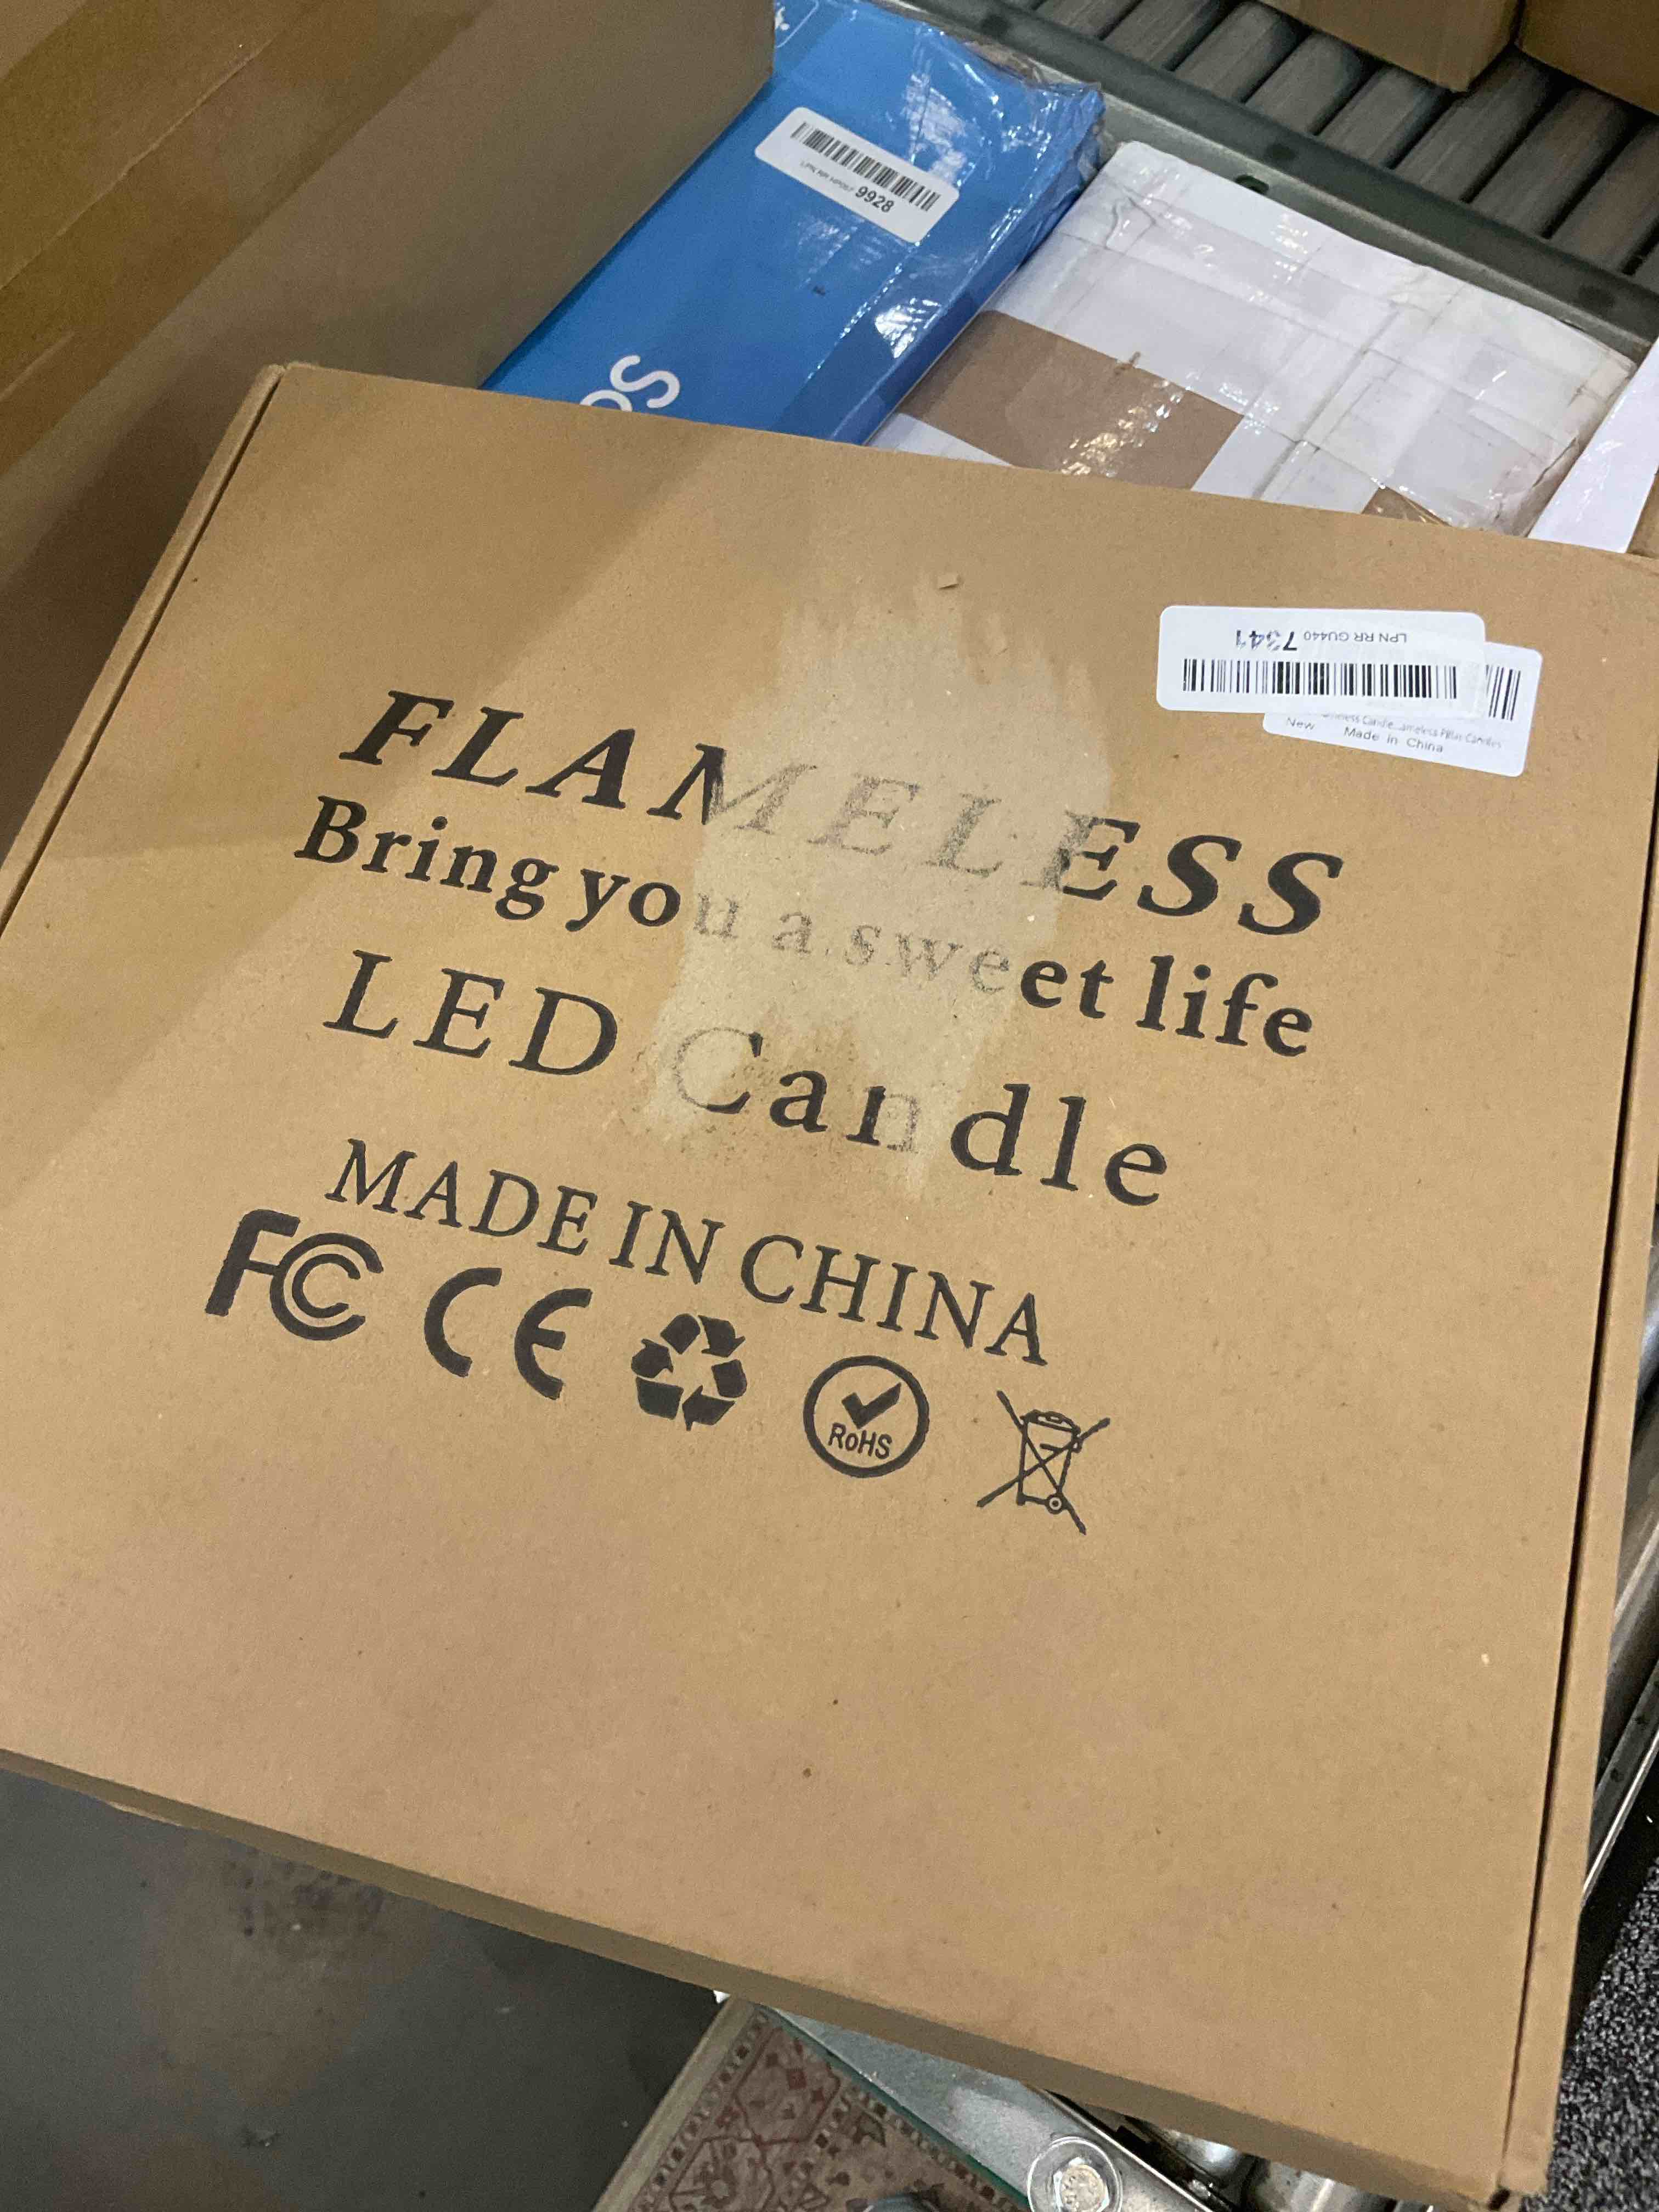 9928
LPN RR GU440 7341
New
Made in China
FLAMELESS
Bring you a sweet life
LED Candle
MADE IN CHINA
FC CE
RoHS